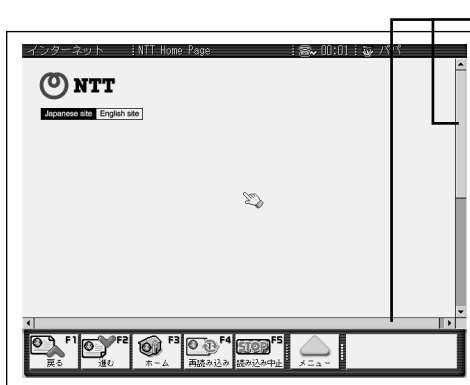 インターネット NTT Home Page 00:01 パパ
NTT
Japanese site English site
F1 F2 F3 F4 STOP F5
戻る 進む ホーム 再読み込み 読み込み中止 メニュー